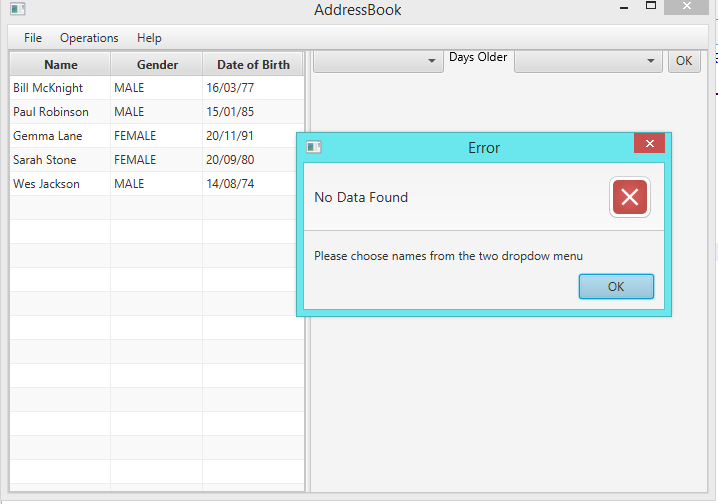 AddressBook
File Operations Help
Name Gender Date of Birth
Days Older OK
Bill McKnight MALE 16/03/77
Paul Robinson MALE 15/01/85
Gemma Lane FEMALE 20/11/91
Sarah Stone FEMALE 20/09/80
Wes Jackson MALE 14/08/74
Error
No Data Found
Please choose names from the two dropdow menu
OK